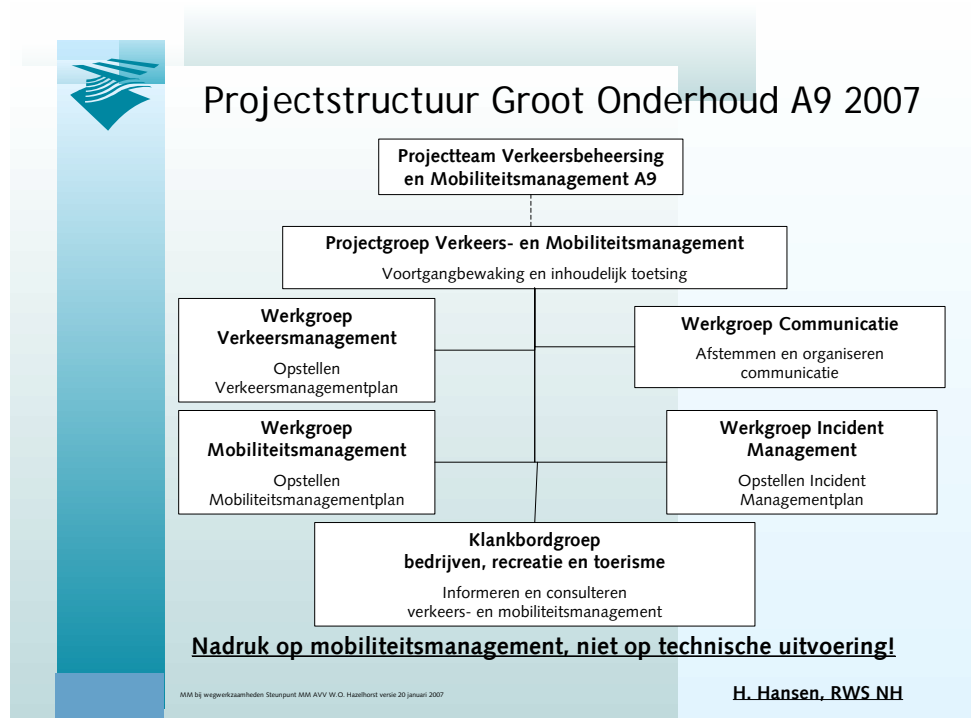 Projectstructuur Groot Onderhoud A9 2007
Projectteam Verkeersbeheersing
en Mobiliteitsmanagement A9
Projectgroep Verkeers- en Mobiliteitsmanagement
Voortgangbewaking en inhoudelijk toetsing
Werkgroep
Verkeersmanagement
Opstellen
Verkeersmanagementplan
Werkgroep Communicatie
Afstemmen en organiseren
communicatie
Werkgroep
Mobiliteitsmanagement
Opstellen
Mobiliteitsmanagementplan
Werkgroep Incident
Management
Opstellen Incident
Managementplan
Klankbordgroep
bedrijven, recreatie en toerisme
Informeren en consulteren
verkeers- en mobiliteitsmanagement
Nadruk op mobiliteitsmanagement, niet op technische uitvoering!
MM bij wegwerkzaamheden Steunpunt MM AVV W.O. Hazelhorst versie 20 januari 2007
H. Hansen, RWS NH